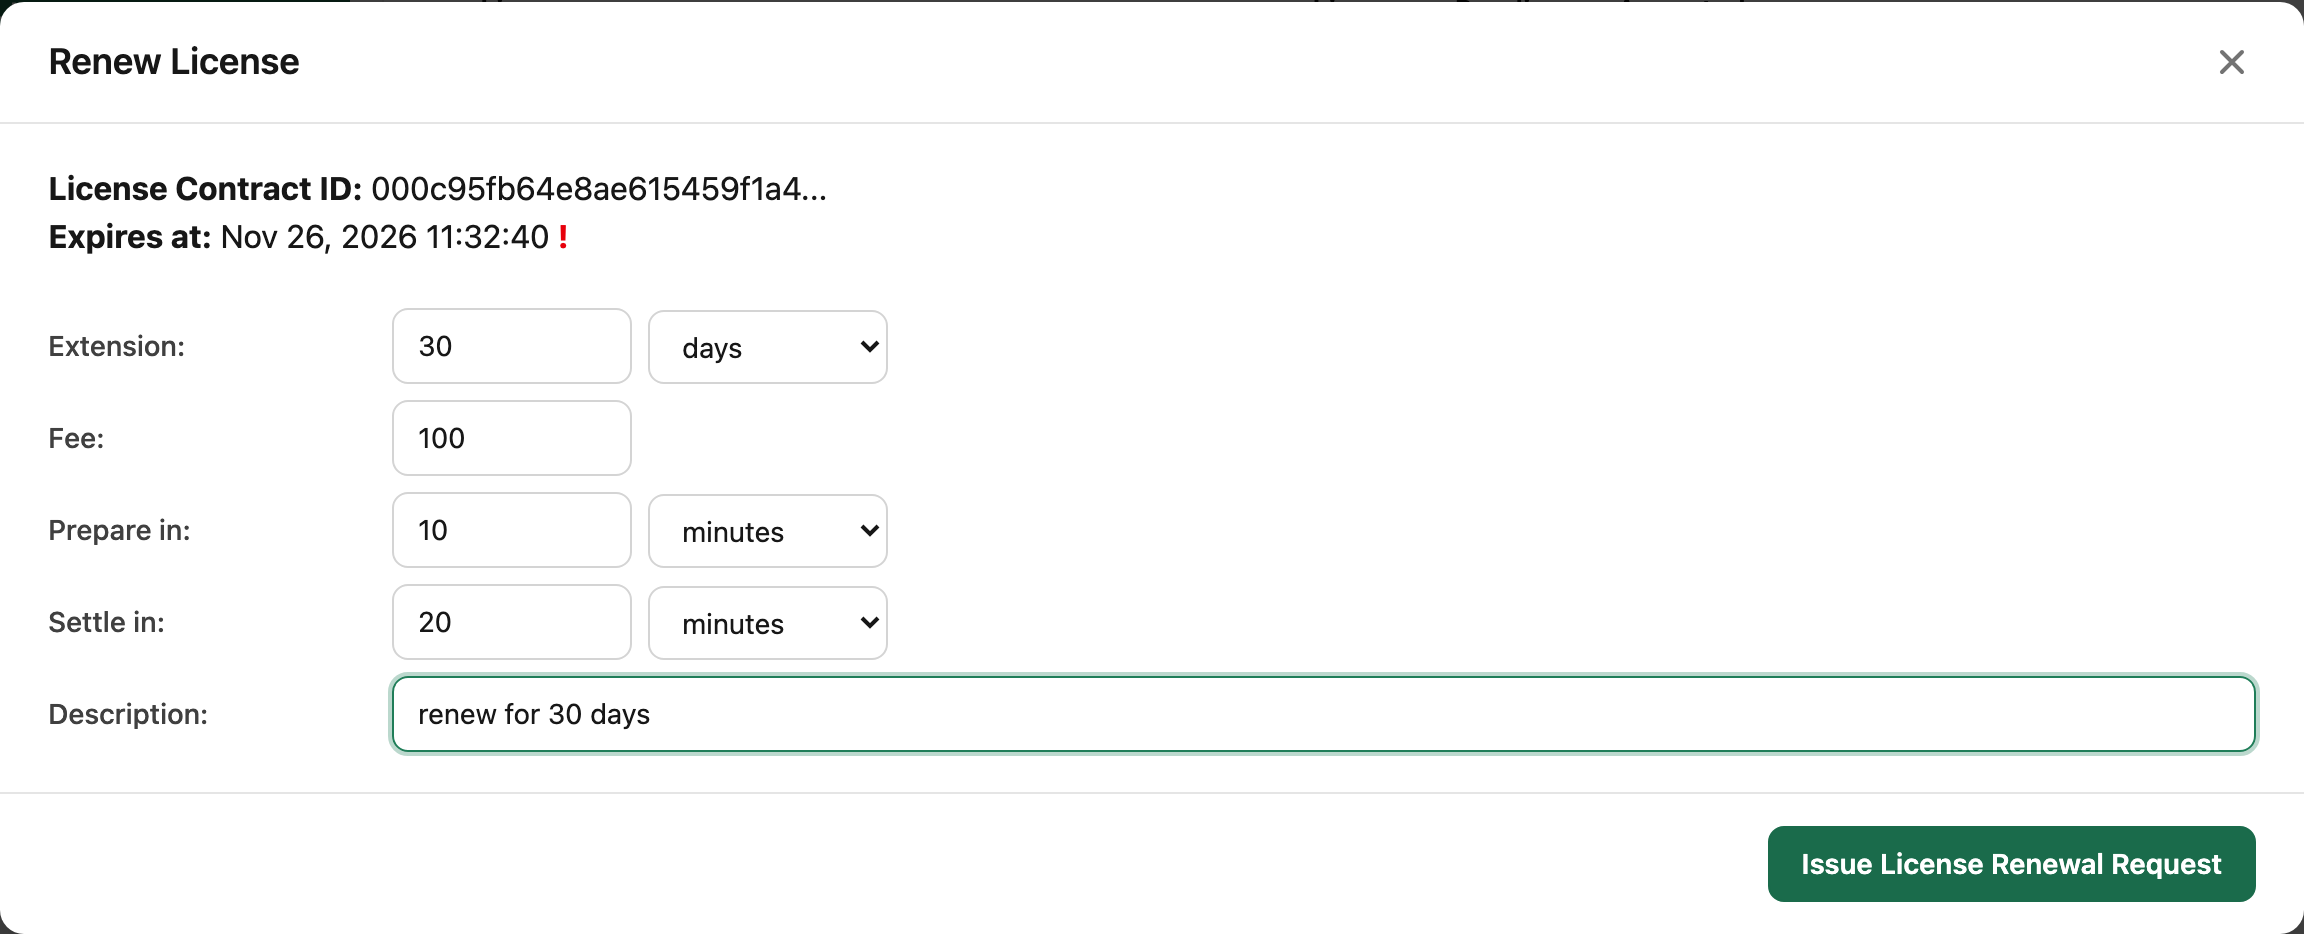 Renew License
License Contract ID: 000c95fb64e8ae615459f1a4...
Expires at: Nov 26, 2026 11:32:40 !
Extension: 30 days
Fee: 100
Prepare in: 10 minutes
Settle in: 20 minutes
Description: renew for 30 days
Issue License Renewal Request